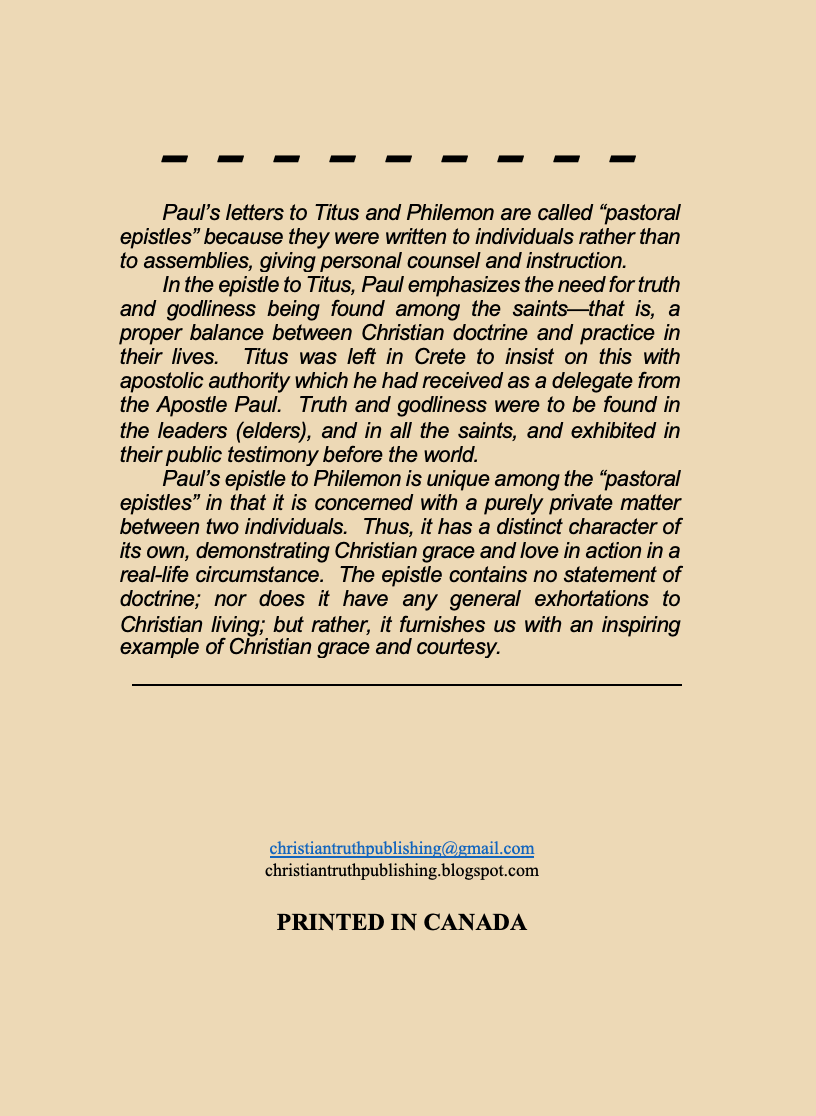 Paul’s letters to Titus and Philemon are called “pastoral
epistles” because they were written to individuals rather than
to assemblies, giving personal counsel and instruction.
In the epistle to Titus, Paul emphasizes the need for truth
and godliness being found among the saints—that is, a
proper balance between Christian doctrine and practice in
their lives.  Titus was left in Crete to insist on this with
apostolic authority which he had received as a delegate from
the Apostle Paul.  Truth and godliness were to be found in
the leaders (elders), and in all the saints, and exhibited in
their public testimony before the world.
Paul’s epistle to Philemon is unique among the “pastoral
epistles” in that it is concerned with a purely private matter
between two individuals.  Thus, it has a distinct character of
its own, demonstrating Christian grace and love in action in a
real-life circumstance.  The epistle contains no statement of
doctrine; nor does it have any general exhortations to
Christian living; but rather, it furnishes us with an inspiring
example of Christian grace and courtesy.
christiantruthpublishing@gmail.com
christiantruthpublishing.blogspot.com
PRINTED IN CANADA